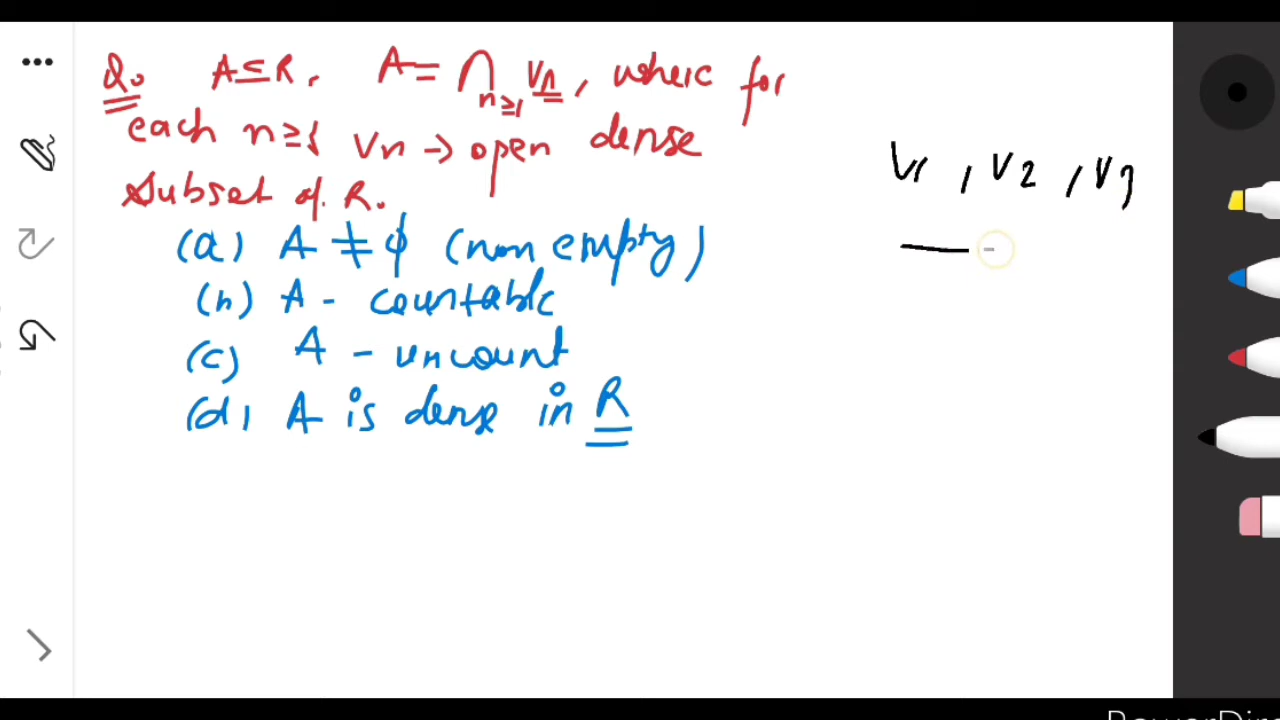 Q. A ⊆ R. A = ⋂ n≥1 Vn, where for
each n≥1 Vn → open dense
subset of R.
(a) A ≠ ϕ (non empty)
(b) A - countable
(c) A - uncount
(d) A is dense in R
V1, V2, V3